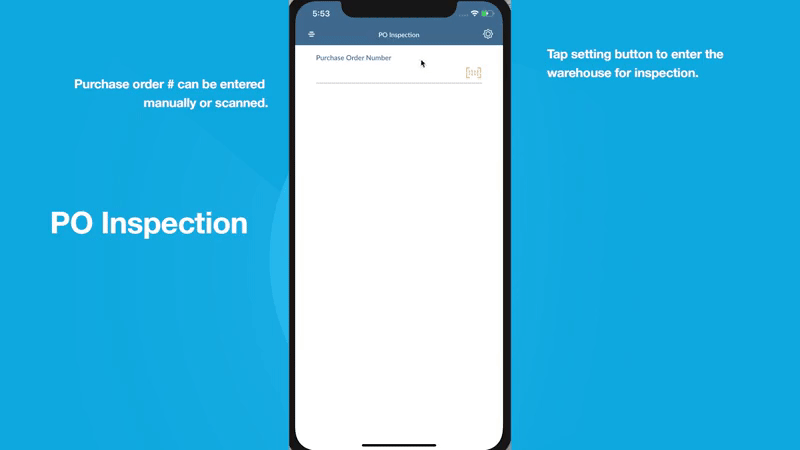 5:53
PO Inspection
Purchase Order Number
Purchase order # can be entered
manually or scanned.
PO Inspection
Tap setting button to enter the
warehouse for inspection.